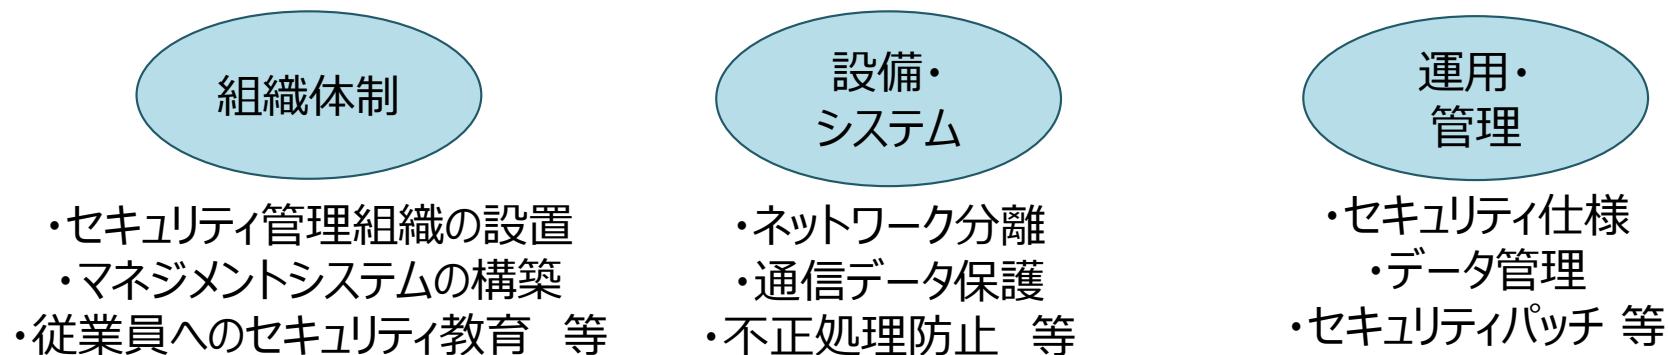 組織体制
・セキュリティ管理組織の設置
・マネジメントシステムの構築
・従業員へのセキュリティ教育　等
設備・
システム
・ネットワーク分離
・通信データ保護
・不正処理防止　等
運用・
管理
・セキュリティ仕様
・データ管理
・セキュリティパッチ 等